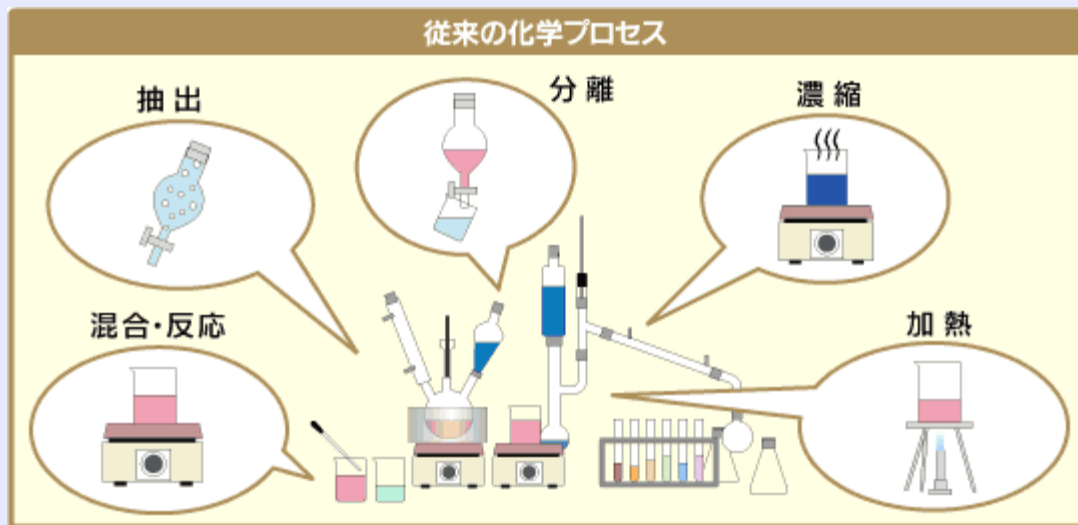 従来の化学プロセス
抽出
分離
濃縮
混合・反応
加熱